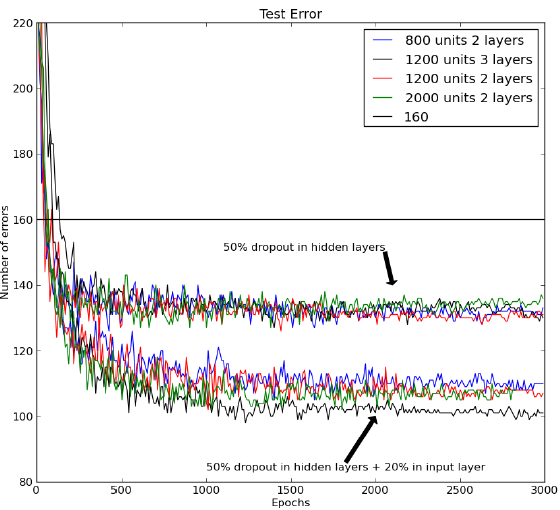 Test Error
220
200
180
160
140
120
100
80
Number of errors
800 units 2 layers
1200 units 3 layers
1200 units 2 layers
2000 units 2 layers
160
50% dropout in hidden layers
50% dropout in hidden layers + 20% in input layer
0
500
1000
1500
2000
2500
3000
Epochs